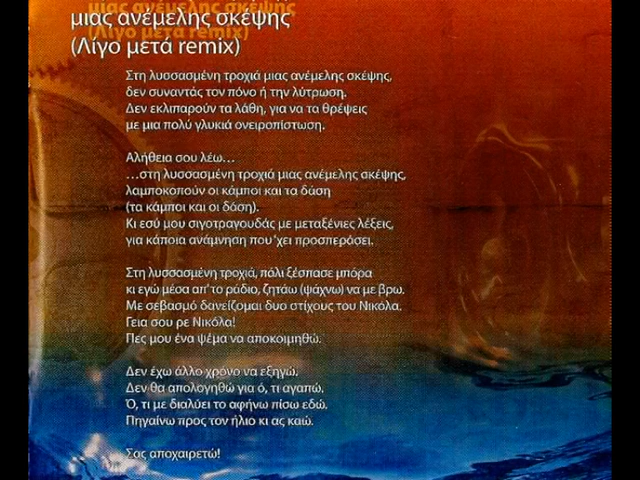 μιας ανέμελης σκέψης
(Λίγο μετά remix)
Στη λυσσασμένη τροχιά μιας ανέμελης σκέψης,
δεν συναντάς τον πόνο ή την λύτρωση.
Δεν εκλιπαρούν τα λάθη, για να τα θρέψεις
με μια πολύ γλυκιά ονειροπίστωση.
Αλήθεια σου λέω...
...στη λυσσασμένη τροχιά μιας ανέμελης σκέψης,
λαμποκοπούν οι κάμποι και τα δάση
(τα κάμποι και οι δάση).
Κι εσύ μου σιγοτραγουδάς με μεταξένιες λέξεις,
για κάποια ανάμνηση που 'χει προσπεράσει.
Στη λυσσασμένη τροχιά, πάλι ξέσπασε μπόρα
κι εγώ μέσα απ' το ράδιο, ζητάω (ψάχνω) να με βρω.
Με σεβασμό δανείζομαι δυο στίχους του Νικόλα.
Γεια σου ρε Νικόλα!
Πες μου ένα ψέμα να αποκοιμηθώ.
Δεν έχω άλλο χρόνο να εξηγώ.
Δεν θα απολογηθώ για ό, τι αγαπώ.
Ό, τι με διαλύει το αφήνω πίσω εδώ.
Πηγαίνω προς τον ήλιο κι ας καώ.
Σας αποχαιρετώ!